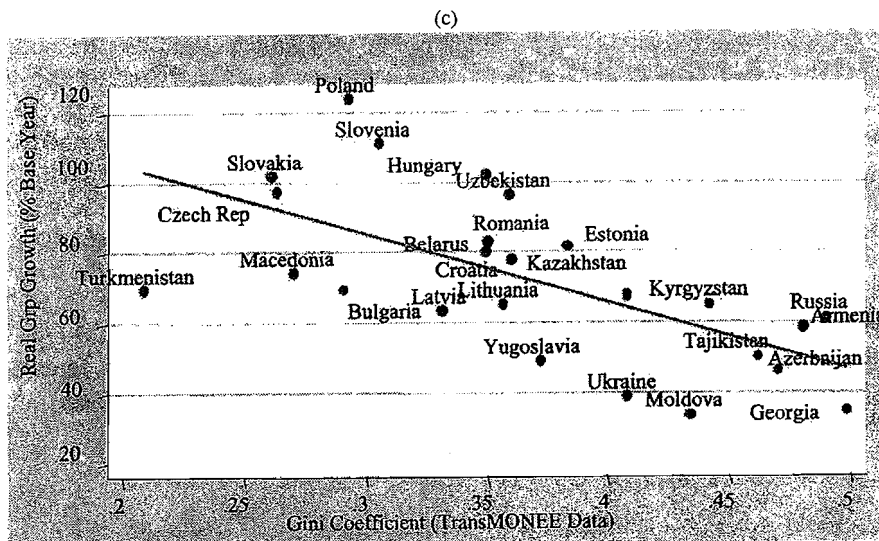 (c)
Real Grp Growth (% Base Year)
120
100
80
60
40
20
Poland
Slovenia
Slovakia
Hungary
Uzbekistan
Czech Rep
Romania
Estonia
Belarus
Macedonia
Croatia
Kazakhstan
Turkmenistan
Lithuania
Kyrgyzstan
Latvia
Bulgaria
Russia
Armenia
Tajikistan
Yugoslavia
Azerbaijan
Ukraine
Moldova
Georgia
.2
.25
.3
.35
.4
.45
.5
Gini Coefficient (TransMONEE Data)